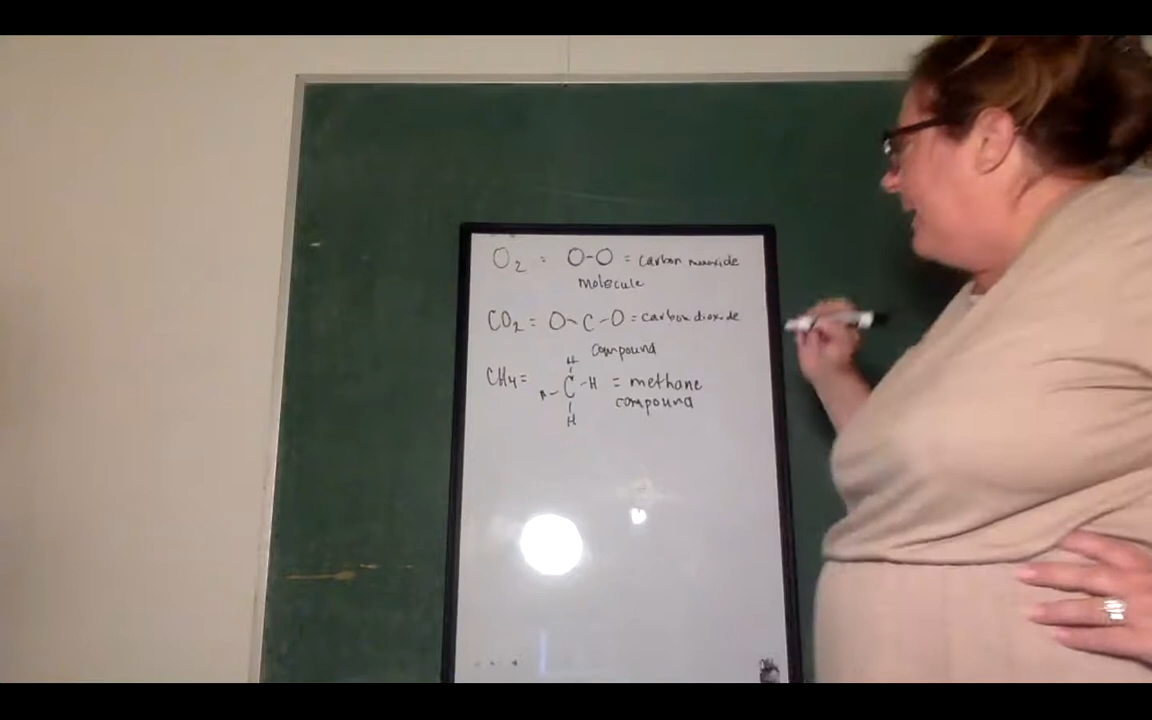 O2 = O-O = carbon monoxide
molecule
CO2 = O-C-O = carbon dioxide
compound
H
CH4 = H-C-H = methane
compound
H